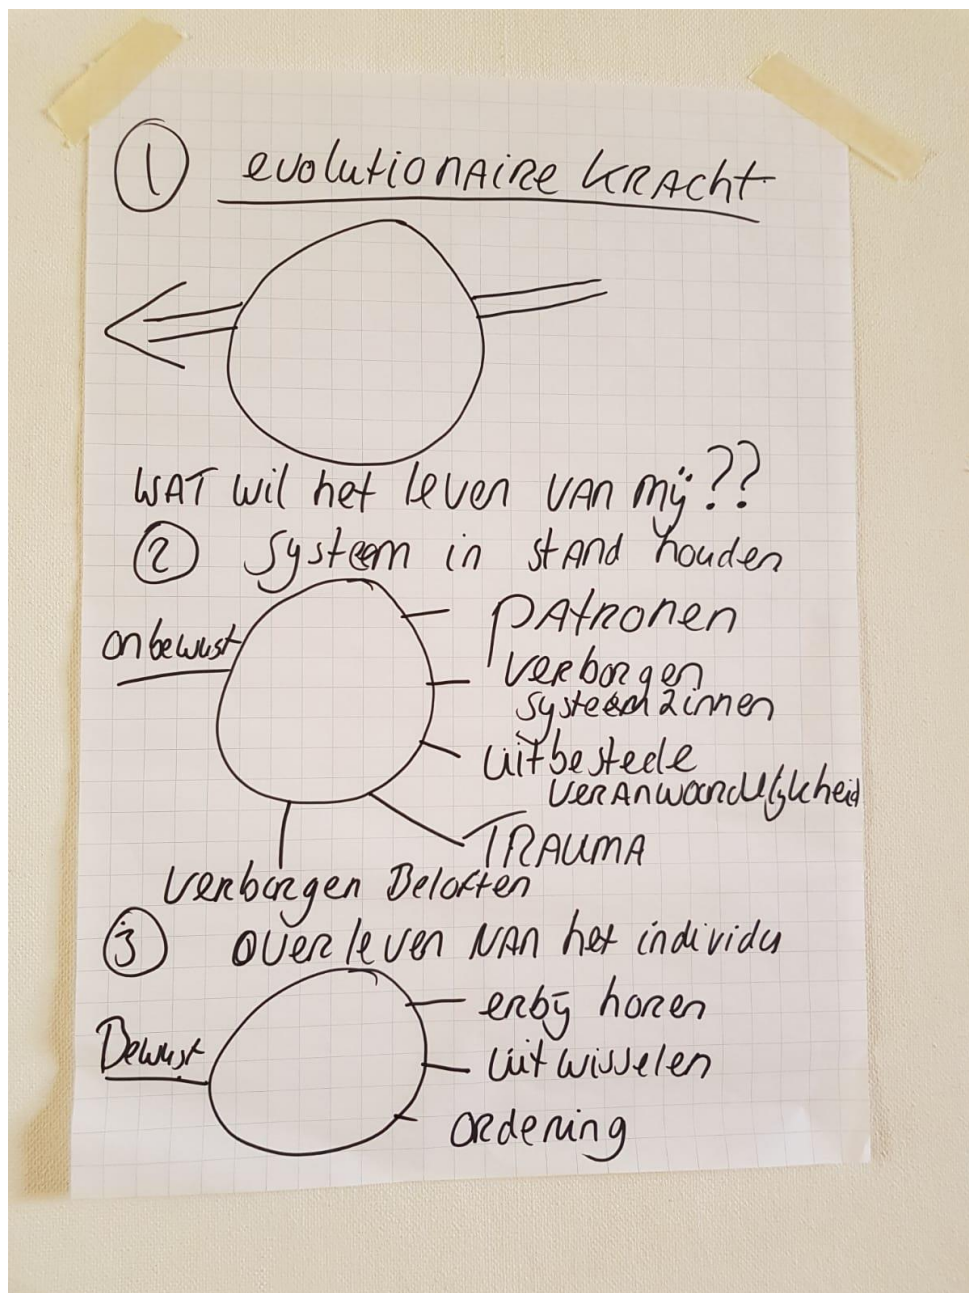 1 evolutionaire kracht
Wat wil het leven van mij??
2 Systeem in stand houden
onbewust
patronen
verborgen
systeemzinnen
uitbestede
veranwoordelijkheid
TRAUMA
verborgen Beloften
3 overleven van het individu
Bewust
erbij horen
uitwisselen
ordening